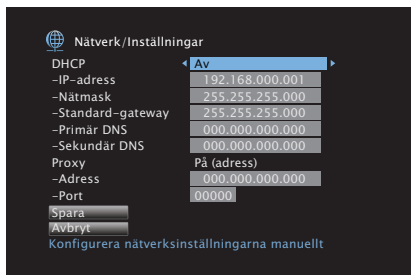 Nätverk/Inställningar
DHCP Av
–IP-adress 192.168.000.001
–Nätmask 255.255.255.000
–Standard-gateway 255.255.255.000
–Primär DNS 000.000.000.000
–Sekundär DNS 000.000.000.000
Proxy På (adress)
–Adress 000.000.000.000
–Port 00000
Spara
Avbryt
Konfigurera nätverksinställningarna manuellt